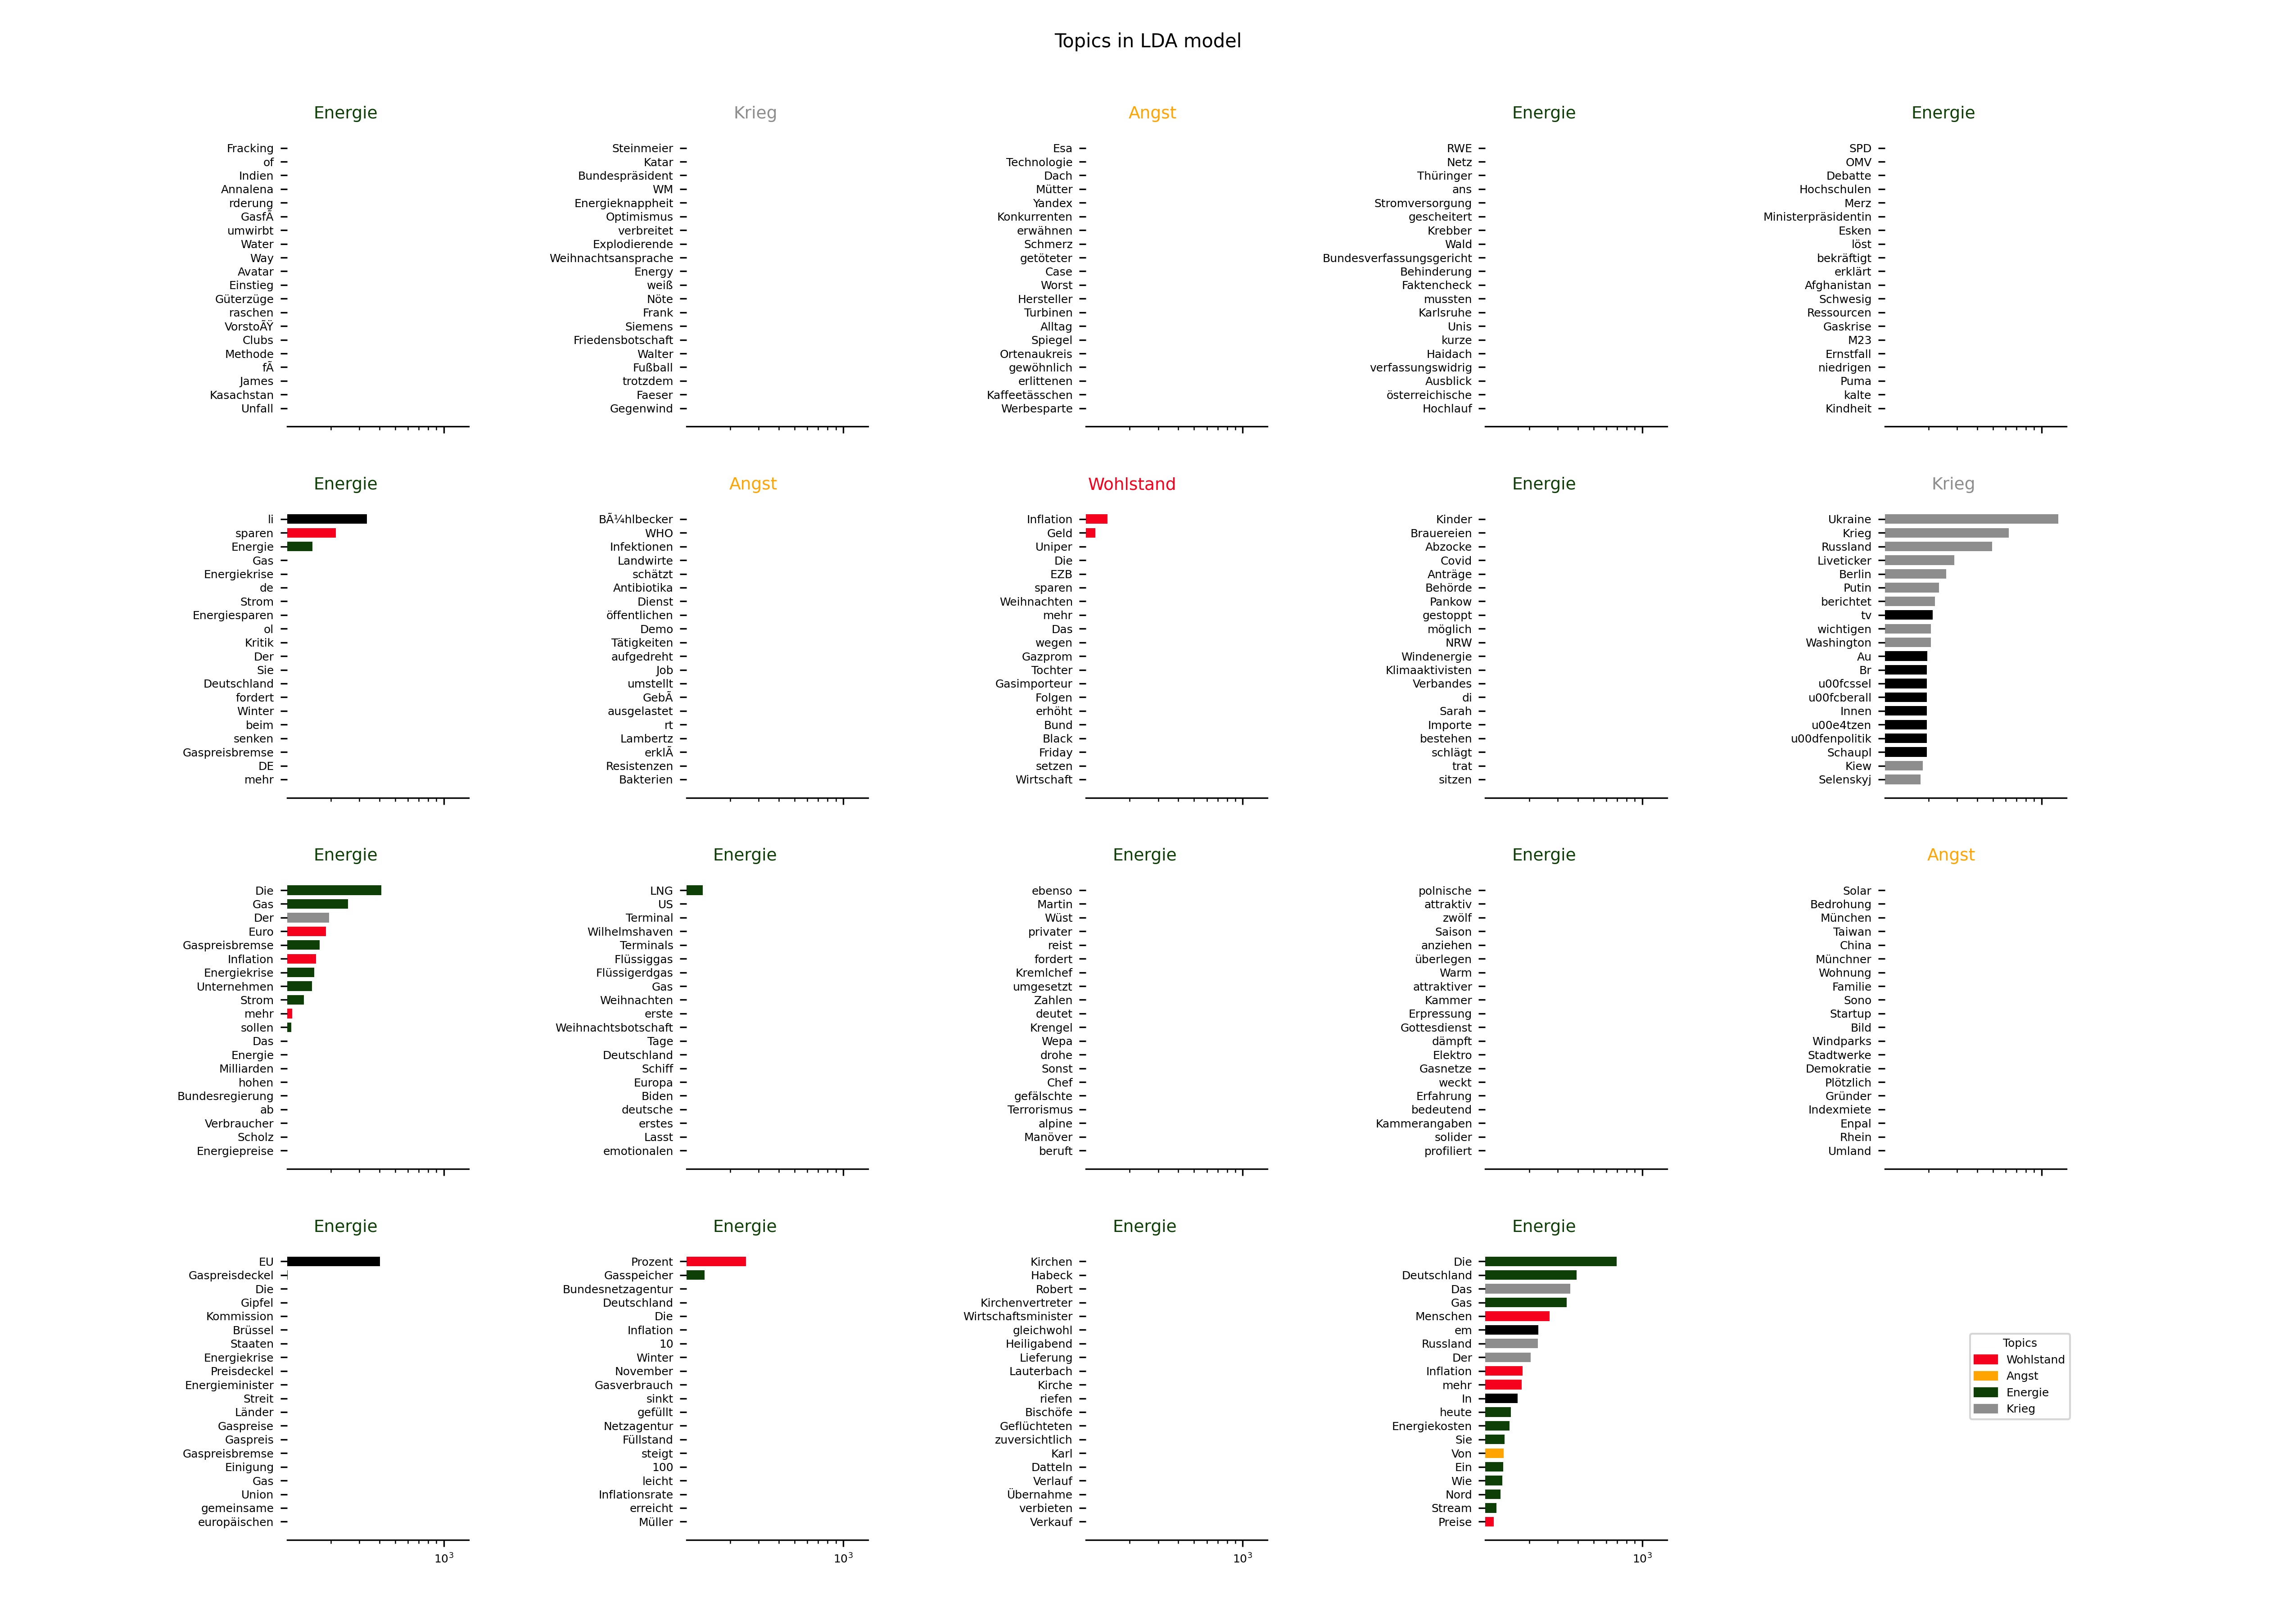 Topics in LDA model
Energie
Fracking
of
Indien
Annalena
rderung
GasfÃ
umwirbt
Water
Way
Avatar
Einstieg
Güterzüge
raschen
VorstoÃŸ
Clubs
Methode
fÃ
James
Kasachstan
Unfall
Krieg
Steinmeier
Katar
Bundespräsident
WM
Energieknappheit
Optimismus
verbreitet
Explodierende
Weihnachtsansprache
Energy
weiß
Nöte
Frank
Siemens
Friedensbotschaft
Walter
Fußball
trotzdem
Faeser
Gegenwind
Angst
Esa
Technologie
Dach
Mütter
Yandex
Konkurrenten
erwähnen
Schmerz
getöteter
Case
Worst
Hersteller
Turbinen
Alltag
Spiegel
Ortenaukreis
gewöhnlich
erlittenen
Kaffeetässchen
Werbesparte
Energie
RWE
Netz
Thüringer
ans
Stromversorgung
gescheitert
Krebber
Wald
Bundesverfassungsgericht
Behinderung
Faktencheck
mussten
Karlsruhe
Unis
kurze
Haidach
verfassungswidrig
Ausblick
österreichische
Hochlauf
Energie
SPD
OMV
Debatte
Hochschulen
Merz
Ministerpräsidentin
Esken
löst
bekräftigt
erklärt
Afghanistan
Schwesig
Ressourcen
Gaskrise
M23
Ernstfall
niedrigen
Puma
kalte
Kindheit
Energie
li
sparen
Energie
Gas
Energiekrise
de
Strom
Energiesparen
ol
Kritik
Der
Sie
Deutschland
fordert
Winter
beim
senken
Gaspreisbremse
DE
mehr
Angst
BÃ¼hlbecker
WHO
Infektionen
Landwirte
schätzt
Antibiotika
Dienst
öffentlichen
Demo
Tätigkeiten
aufgedreht
Job
umstellt
GebÃ
ausgelastet
rt
Lambertz
erklÃ
Resistenzen
Bakterien
Wohlstand
Inflation
Geld
Uniper
Die
EZB
sparen
Weihnachten
mehr
Das
wegen
Gazprom
Tochter
Gasimporteur
Folgen
erhöht
Bund
Black
Friday
setzen
Wirtschaft
Energie
Kinder
Brauereien
Abzocke
Covid
Anträge
Behörde
Pankow
gestoppt
möglich
NRW
Windenergie
Klimaaktivisten
Verbandes
di
Sarah
Importe
bestehen
schlägt
trat
sitzen
Krieg
Ukraine
Krieg
Russland
Liveticker
Berlin
Putin
berichtet
tv
wichtigen
Washington
Au
Br
u00fcssel
u00fcberall
Innen
u00e4tzen
u00dfenpolitik
Schaupl
Kiew
Selenskyj
Energie
Die
Gas
Der
Euro
Gaspreisbremse
Inflation
Energiekrise
Unternehmen
Strom
mehr
sollen
Das
Energie
Milliarden
hohen
Bundesregierung
ab
Verbraucher
Scholz
Energiepreise
Energie
LNG
US
Terminal
Wilhelmshaven
Terminals
Flüssiggas
Flüssigerdgas
Gas
Weihnachten
erste
Weihnachtsbotschaft
Tage
Deutschland
Schiff
Europa
Biden
deutsche
erstes
Lasst
emotionalen
Energie
ebenso
Martin
Wüst
privater
reist
fordert
Kremlchef
umgesetzt
Zahlen
deutet
Krengel
Wepa
drohe
Sonst
Chef
gefälschte
Terrorismus
alpine
Manöver
beruft
Energie
polnische
attraktiv
zwölf
Saison
anziehen
überlegen
Warm
attraktiver
Kammer
Erpressung
Gottesdienst
dämpft
Elektro
Gasnetze
weckt
Erfahrung
bedeutend
Kammerangaben
solider
profiliert
Angst
Solar
Bedrohung
München
Taiwan
China
Münchner
Wohnung
Familie
Sono
Startup
Bild
Windparks
Stadtwerke
Demokratie
Plötzlich
Gründer
Indexmiete
Enpal
Rhein
Umland
Energie
EU
Gaspreisdeckel
Die
Gipfel
Kommission
Brüssel
Staaten
Energiekrise
Preisdeckel
Energieminister
Streit
Länder
Gaspreise
Gaspreis
Gaspreisbremse
Einigung
Gas
Union
gemeinsame
europäischen
10³
Energie
Prozent
Gasspeicher
Bundesnetzagentur
Deutschland
Die
Inflation
10
Winter
November
Gasverbrauch
sinkt
gefüllt
Netzagentur
Füllstand
steigt
100
leicht
Inflationsrate
erreicht
Müller
10³
Energie
Kirchen
Habeck
Robert
Kirchenvertreter
Wirtschaftsminister
gleichwohl
Heiligabend
Lieferung
Lauterbach
Kirche
riefen
Bischöfe
Geflüchteten
zuversichtlich
Karl
Datteln
Verlauf
Übernahme
verbieten
Verkauf
10³
Energie
Die
Deutschland
Das
Gas
Menschen
em
Russland
Der
Inflation
mehr
In
heute
Energiekosten
Sie
Von
Ein
Wie
Nord
Stream
Preise
10³
Topics
Wohlstand
Angst
Energie
Krieg